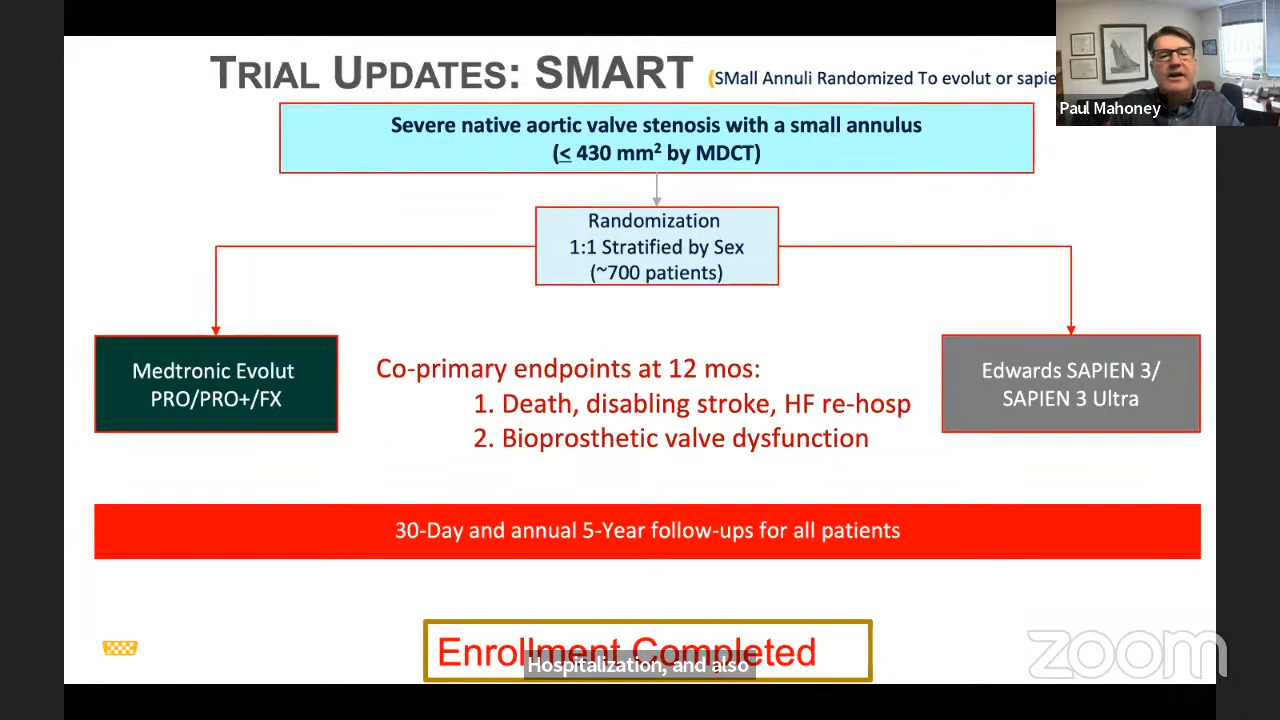 TRIAL UPDATES: SMART (SMall Annuli Randomized To evolut or sapie
Paul Mahoney
Severe native aortic valve stenosis with a small annulus
(≤ 430 mm² by MDCT)
Randomization
1:1 Stratified by Sex
(~700 patients)
Medtronic Evolut
PRO/PRO+/FX
Co-primary endpoints at 12 mos:
1. Death, disabling stroke, HF re-hosp
2. Bioprosthetic valve dysfunction
Edwards SAPIEN 3/
SAPIEN 3 Ultra
30-Day and annual 5-Year follow-ups for all patients
Enrollment Completed
Hospitalization, and also
zoom